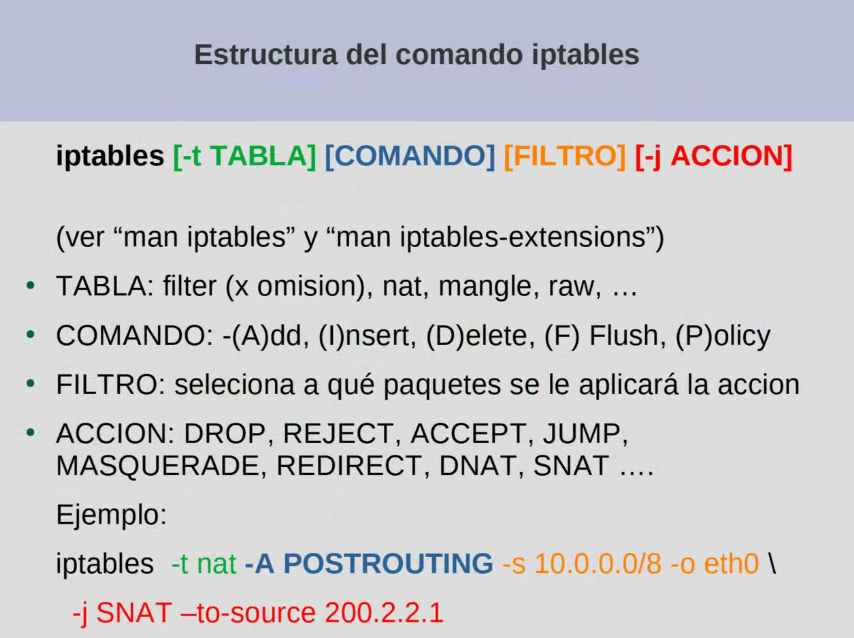 Estructura del comando iptables
iptables [-t TABLA] [COMANDO] [FILTRO] [-j ACCION]
(ver “man iptables” y “man iptables-extensions”)
• TABLA: filter (x omision), nat, mangle, raw, …
• COMANDO: -(A)dd, (I)nsert, (D)elete, (F) Flush, (P)olicy
• FILTRO: seleciona a qué paquetes se le aplicará la accion
• ACCION: DROP, REJECT, ACCEPT, JUMP,
MASQUERADE, REDIRECT, DNAT, SNAT ….
Ejemplo:
iptables -t nat -A POSTROUTING -s 10.0.0.0/8 -o eth0 \
-j SNAT –to-source 200.2.2.1